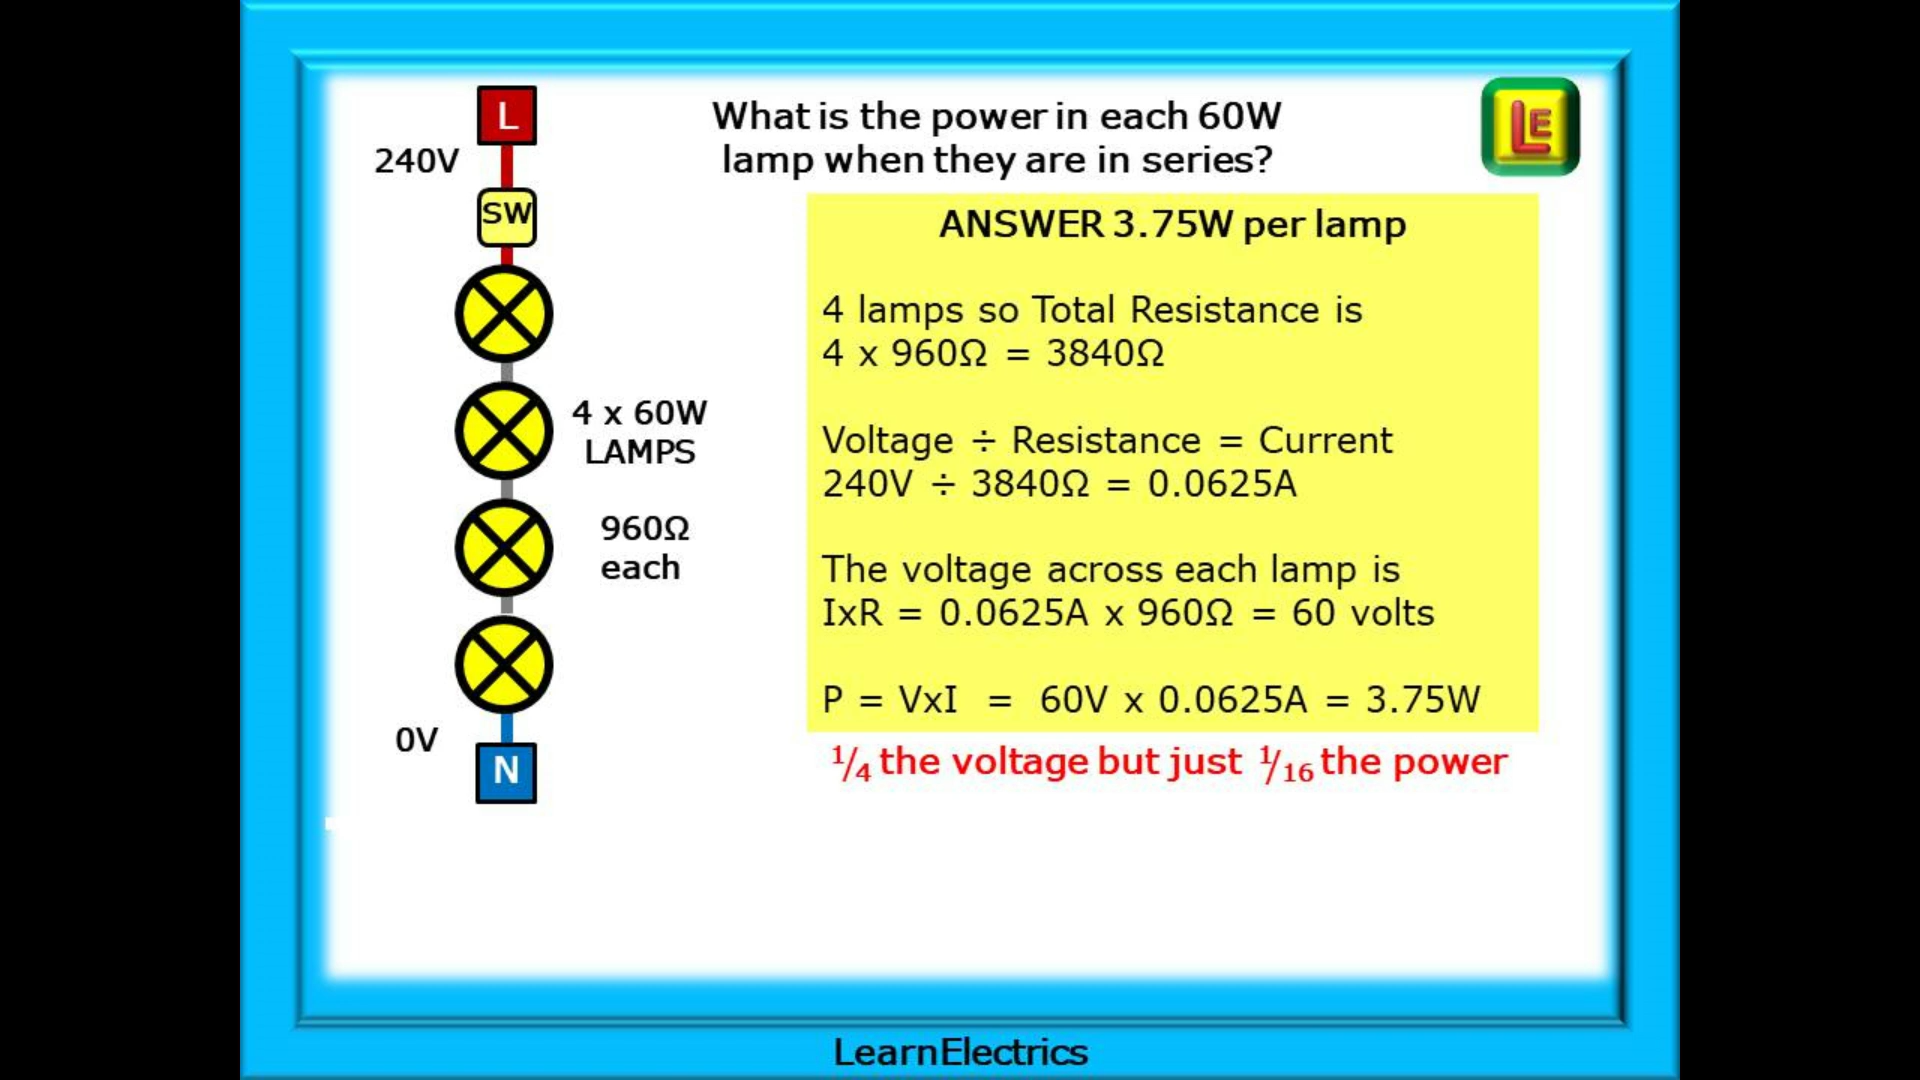 L
240V
SW
4 x 60W
LAMPS
960Ω
each
0V
N
What is the power in each 60W
lamp when they are in series?
LE
ANSWER 3.75W per lamp
4 lamps so Total Resistance is
4 x 960Ω = 3840Ω
Voltage ÷ Resistance = Current
240V ÷ 3840Ω = 0.0625A
The voltage across each lamp is
IxR = 0.0625A x 960Ω = 60 volts
P = VxI = 60V x 0.0625A = 3.75W
1/4 the voltage but just 1/16 the power
LearnElectrics